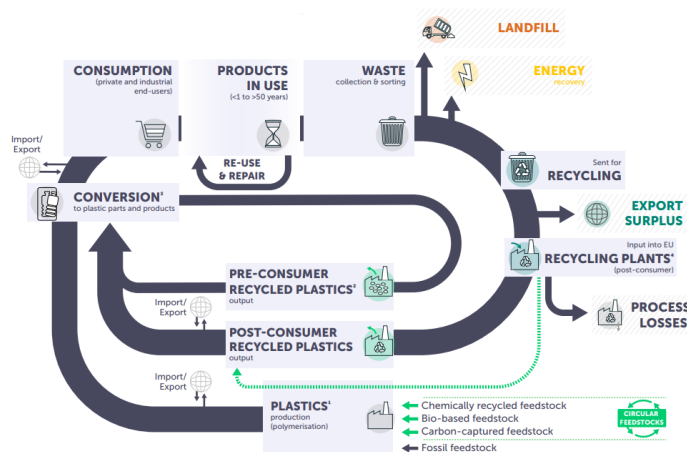 LANDFILL
CONSUMPTION
(private and industrial
end-users)
PRODUCTS
IN USE
(<1 to >50 years)
WASTE
collection & sorting
ENERGY
recovery
Import/
Export
RE-USE
& REPAIR
Sent for
RECYCLING
CONVERSION³
to plastic parts and products
EXPORT
SURPLUS
Input into EU
RECYCLING PLANTS⁴
(post-consumer)
PRE-CONSUMER
RECYCLED PLASTICS²
output
Import/
Export
PROCESS
LOSSES
POST-CONSUMER
RECYCLED PLASTICS
output
Import/
Export
PLASTICS¹
production
(polymerisation)
Chemically recycled feedstock
Bio-based feedstock
Carbon-captured feedstock
CIRCULAR
FEEDSTOCKS
Fossil feedstock